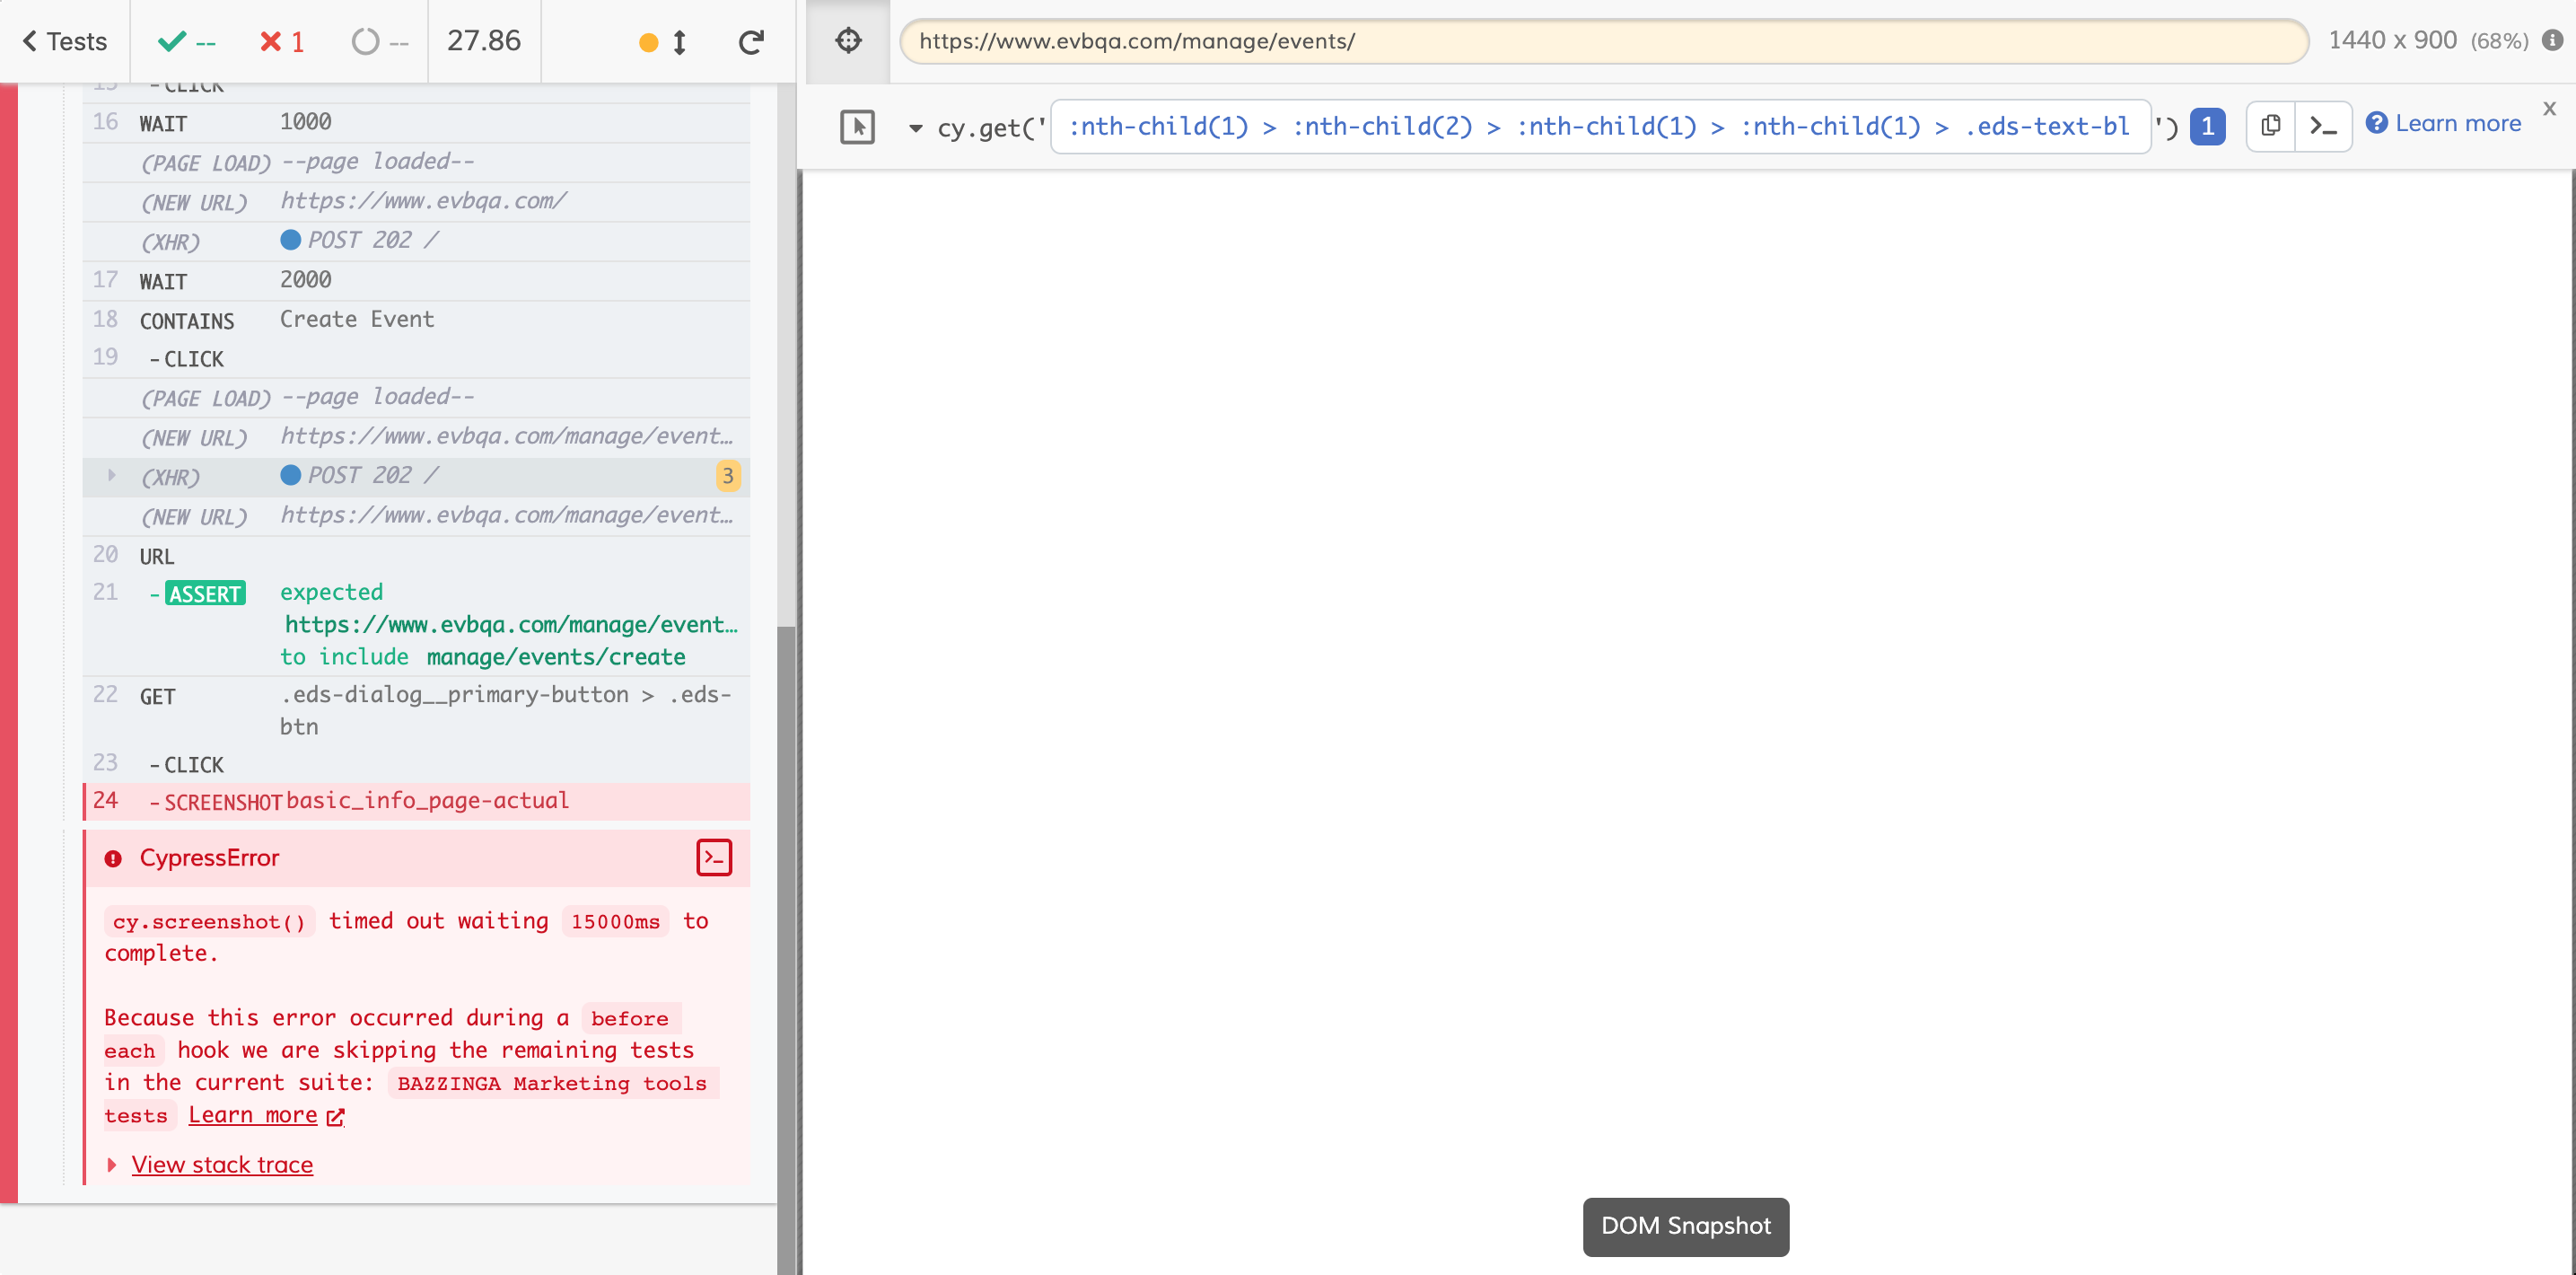 Tests -- 1 -- 27.86
15 -CLICK
16 WAIT 1000
(PAGE LOAD) --page loaded--
(NEW URL) https://www.evbqa.com/
(XHR) POST 202 /
17 WAIT 2000
18 CONTAINS Create Event
19 -CLICK
(PAGE LOAD) --page loaded--
(NEW URL) https://www.evbqa.com/manage/event…
(XHR) POST 202 / 3
(NEW URL) https://www.evbqa.com/manage/event…
20 URL
21 -ASSERT expected
https://www.evbqa.com/manage/event…
to include manage/events/create
22 GET .eds-dialog__primary-button > .eds-
btn
23 -CLICK
24 -SCREENSHOT basic_info_page-actual
CypressError >_
cy.screenshot() timed out waiting 15000ms to
complete.
Because this error occurred during a before
each hook we are skipping the remaining tests
in the current suite: BAZZINGA Marketing tools
tests Learn more
View stack trace
https://www.evbqa.com/manage/events/ 1440 x 900 (68%)
cy.get(' :nth-child(1) > :nth-child(2) > :nth-child(1) > :nth-child(1) > .eds-text-bl ') 1 >_ Learn more x
DOM Snapshot